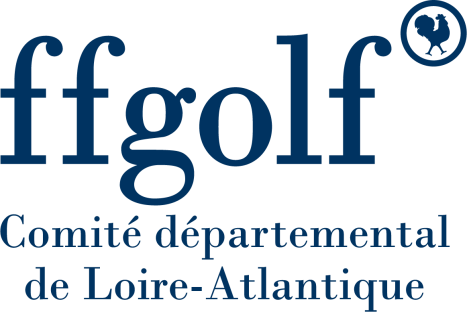 ffgolf
Comité départemental
de Loire-Atlantique